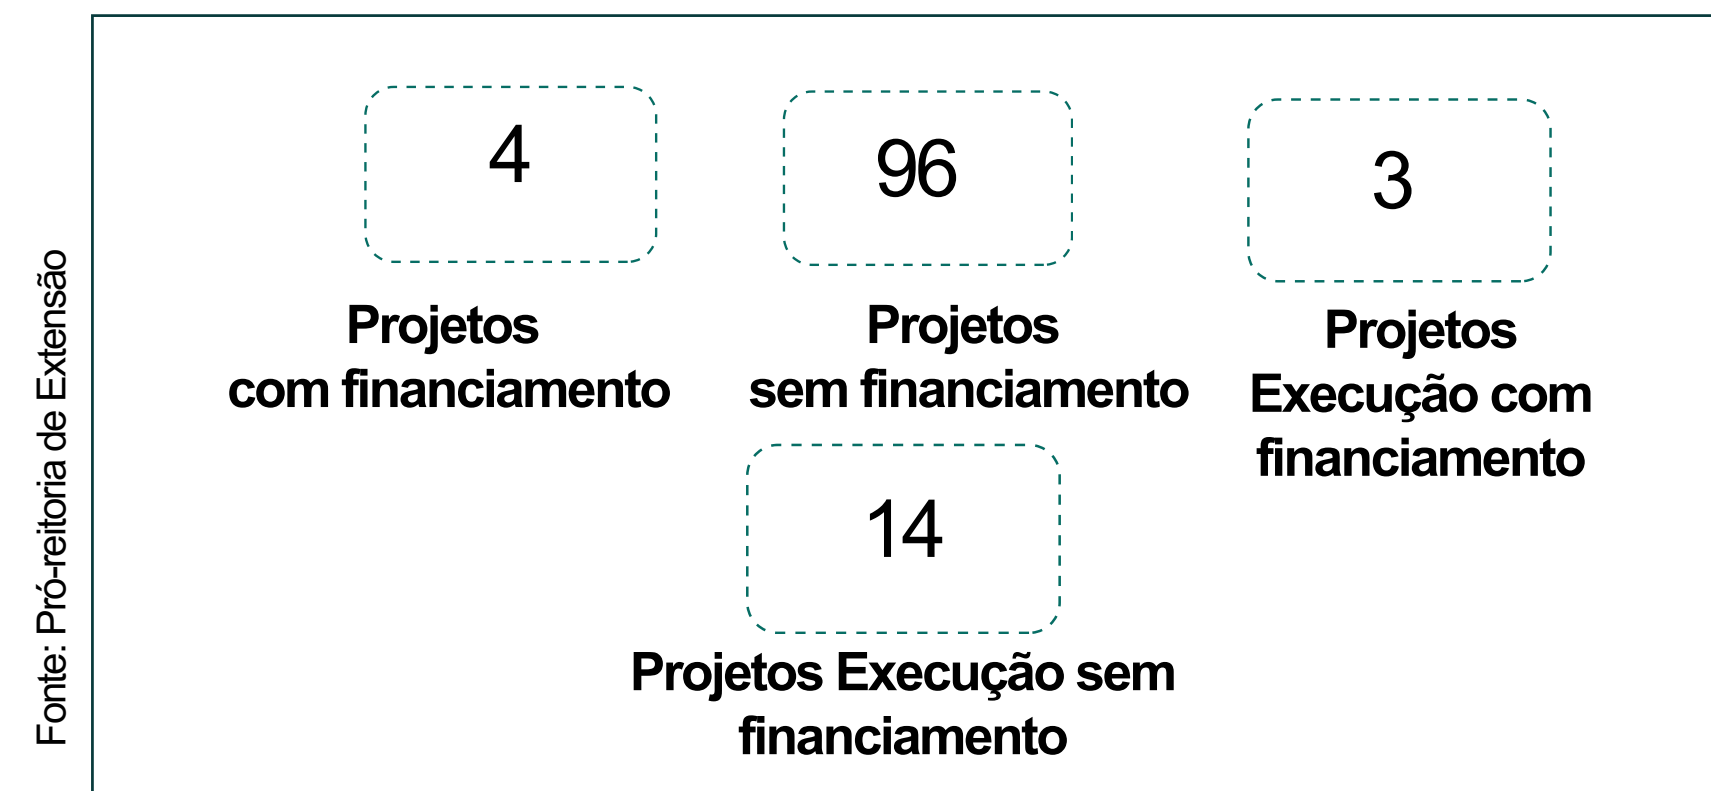 Fonte: Pró-reitoria de Extensão
4
Projetos
com financiamento
96
Projetos
sem financiamento
3
Projetos
Execução com
financiamento
14
Projetos Execução sem
financiamento